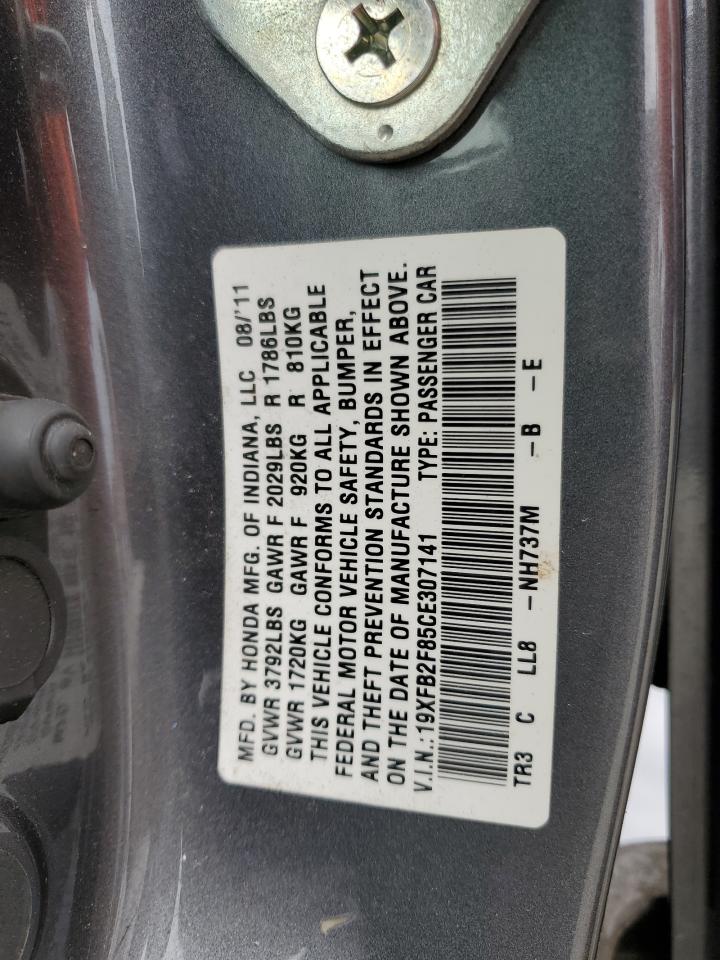 MFD. BY HONDA MFG. OF INDIANA, LLC 08/'11
GVWR 3792LBS GAWR F 2029LBS R 1786LBS
GVWR 1720KG GAWR F 920KG R 810KG
THIS VEHICLE CONFORMS TO ALL APPLICABLE
FEDERAL MOTOR VEHICLE SAFETY, BUMPER,
AND THEFT PREVENTION STANDARDS IN EFFECT
ON THE DATE OF MANUFACTURE SHOWN ABOVE.
V.I.N.:19XFB2F85CE307141 TYPE: PASSENGER CAR
TR3 C LL8 -NH737M -B -E